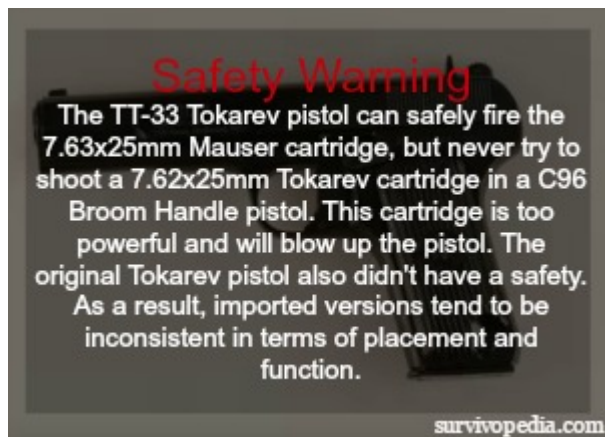 Safety Warning
The TT-33 Tokarev pistol can safely fire the
7.63x25mm Mauser cartridge, but never try to
shoot a 7.62x25mm Tokarev cartridge in a C96
Broom Handle pistol. This cartridge is too
powerful and will blow up the pistol. The
original Tokarev pistol also didn't have a safety.
As a result, imported versions tend to be
inconsistent in terms of placement and
function.
survivopedia.com